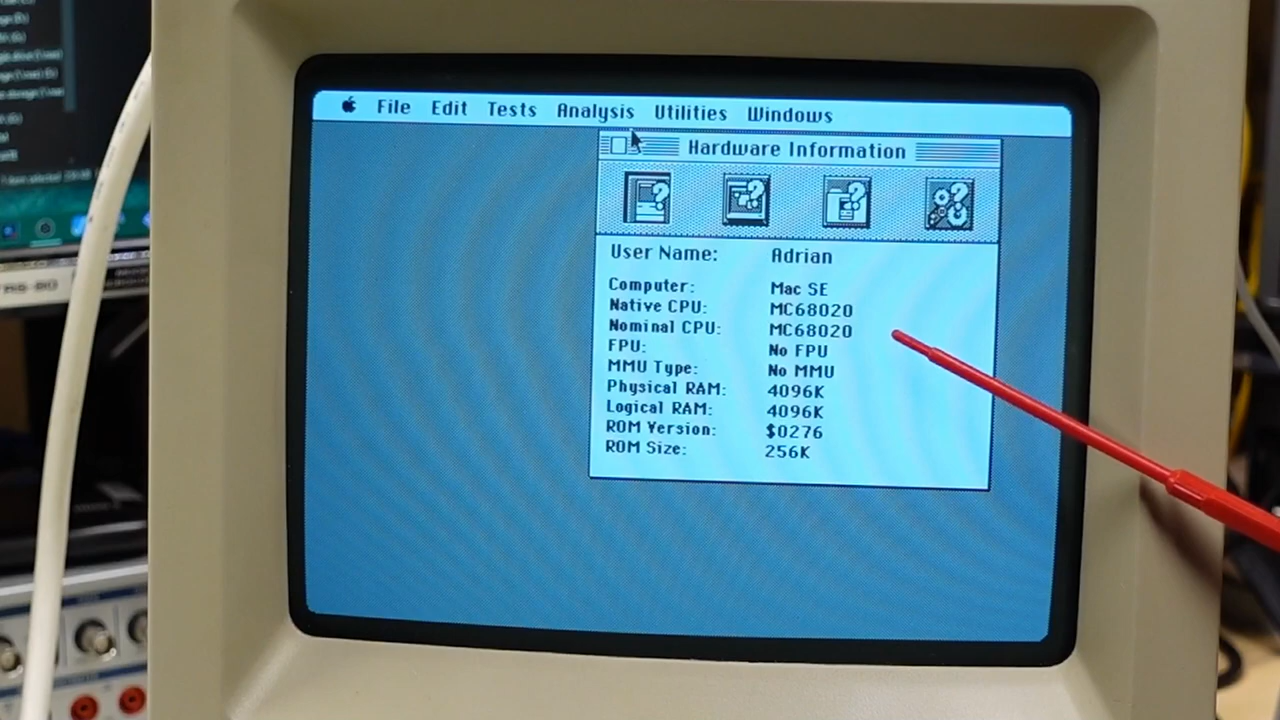 File Edit Tests Analysis Utilities Windows
Hardware Information
User Name: Adrian
Computer: Mac SE
Native CPU: MC68020
Nominal CPU: MC68020
FPU: No FPU
MMU Type: No MMU
Physical RAM: 4096K
Logical RAM: 4096K
ROM Version: $0276
ROM Size: 256K
TRS-80